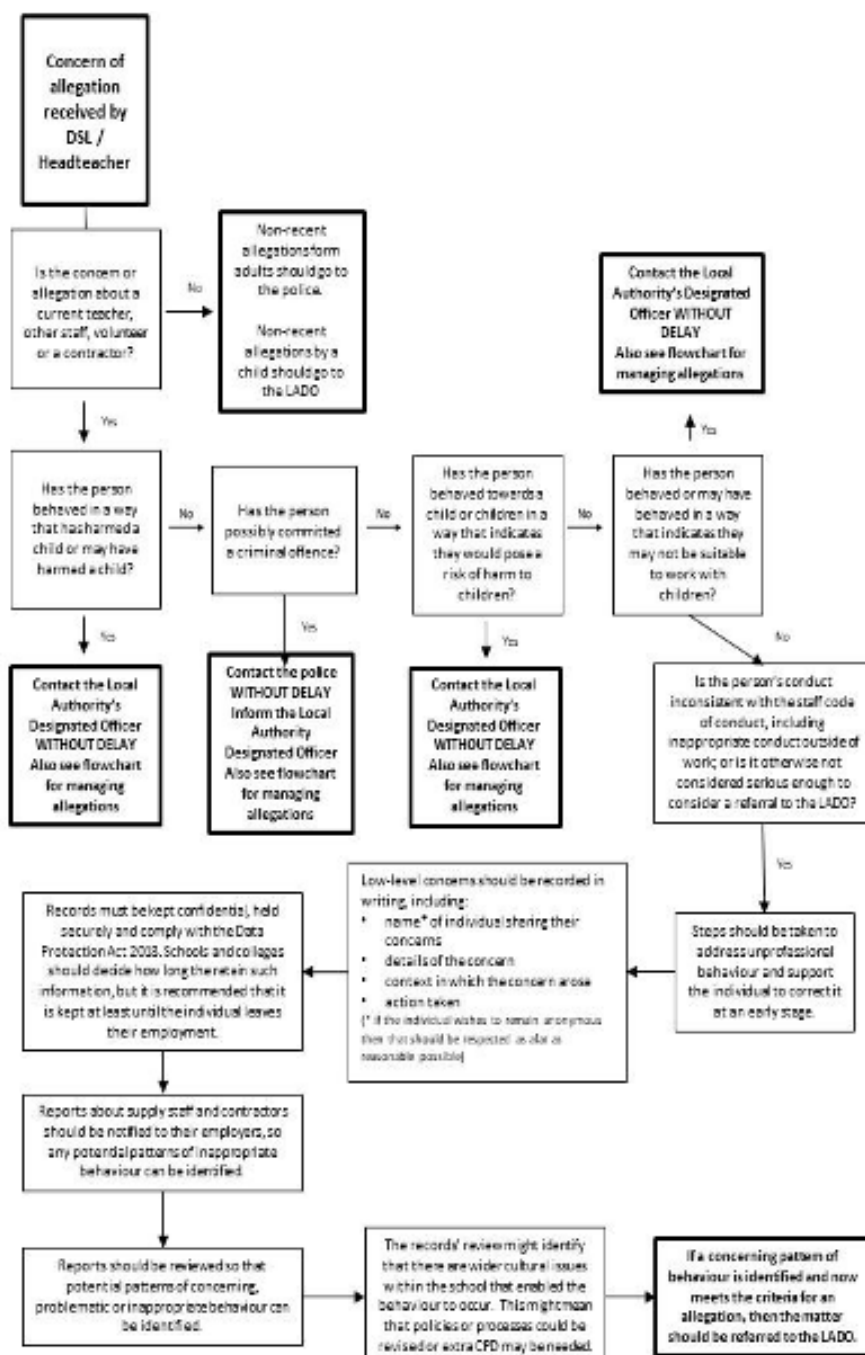 Concern of
allegation
received by
DSL /
Headteacher
Is the concern or
allegation about a
current teacher,
other staff, volunteer
or a contractor?
No
Non-recent
allegations form
adults should go to
the police.
Non-recent
allegations by a
child should go to
the LADO
Contact the Local
Authority's Designated
Officer WITHOUT
DELAY
Also see flowchart for
managing allegations
Yes
Yes
Has the person
behaved in a way
that has harmed a
child or may have
harmed a child?
No
Has the person
possibly committed
a criminal offence?
No
Has the person
behaved towards a
child or children in a
way that indicates
they would pose a
risk of harm to
children?
No
Has the person
behaved or may have
behaved in a way
that indicates they
may not be suitable
to work with
children?
Yes
Yes
Yes
No
Contact the Local
Authority's
Designated Officer
WITHOUT DELAY
Also see flowchart
for managing
allegations
Contact the police
WITHOUT DELAY
Inform the Local
Authority
Designated Officer
Also see flowchart
for managing
allegations
Contact the Local
Authority's
Designated Officer
WITHOUT DELAY
Also see flowchart
for managing
allegations
Is the person's conduct
inconsistent with the staff code
of conduct, including
inappropriate conduct outside of
work; or is it otherwise not
considered serious enough to
consider a referral to the LADO?
Yes
Steps should be taken to
address unprofessional
behaviour and support
the individual to correct it
at an early stage.
Low-level concerns should be recorded in
writing, including:
• name* of individual sharing their
concerns
• details of the concern
• context in which the concern arose
• action taken
(* if the individual wishes to remain anonymous
then that should be respected as afar as
reasonable possible)
Records must be kept confidential, held
securely and comply with the Data
Protection Act 2018. Schools and colleges
should decide how long the retain such
information, but it is recommended that it
is kept at least until the individual leaves
their employment.
Reports about supply staff and contractors
should be notified to their employers, so
any potential patterns of inappropriate
behaviour can be identified.
Reports should be reviewed so that
potential patterns of concerning,
problematic or inappropriate behaviour can
be identified.
The records' review might identify
that there are wider cultural issues
within the school that enabled the
behaviour to occur. This might mean
that policies or processes could be
revised or extra CPD may be needed.
If a concerning pattern of
behaviour is identified and now
meets the criteria for an
allegation, then the matter
should be referred to the LADO.